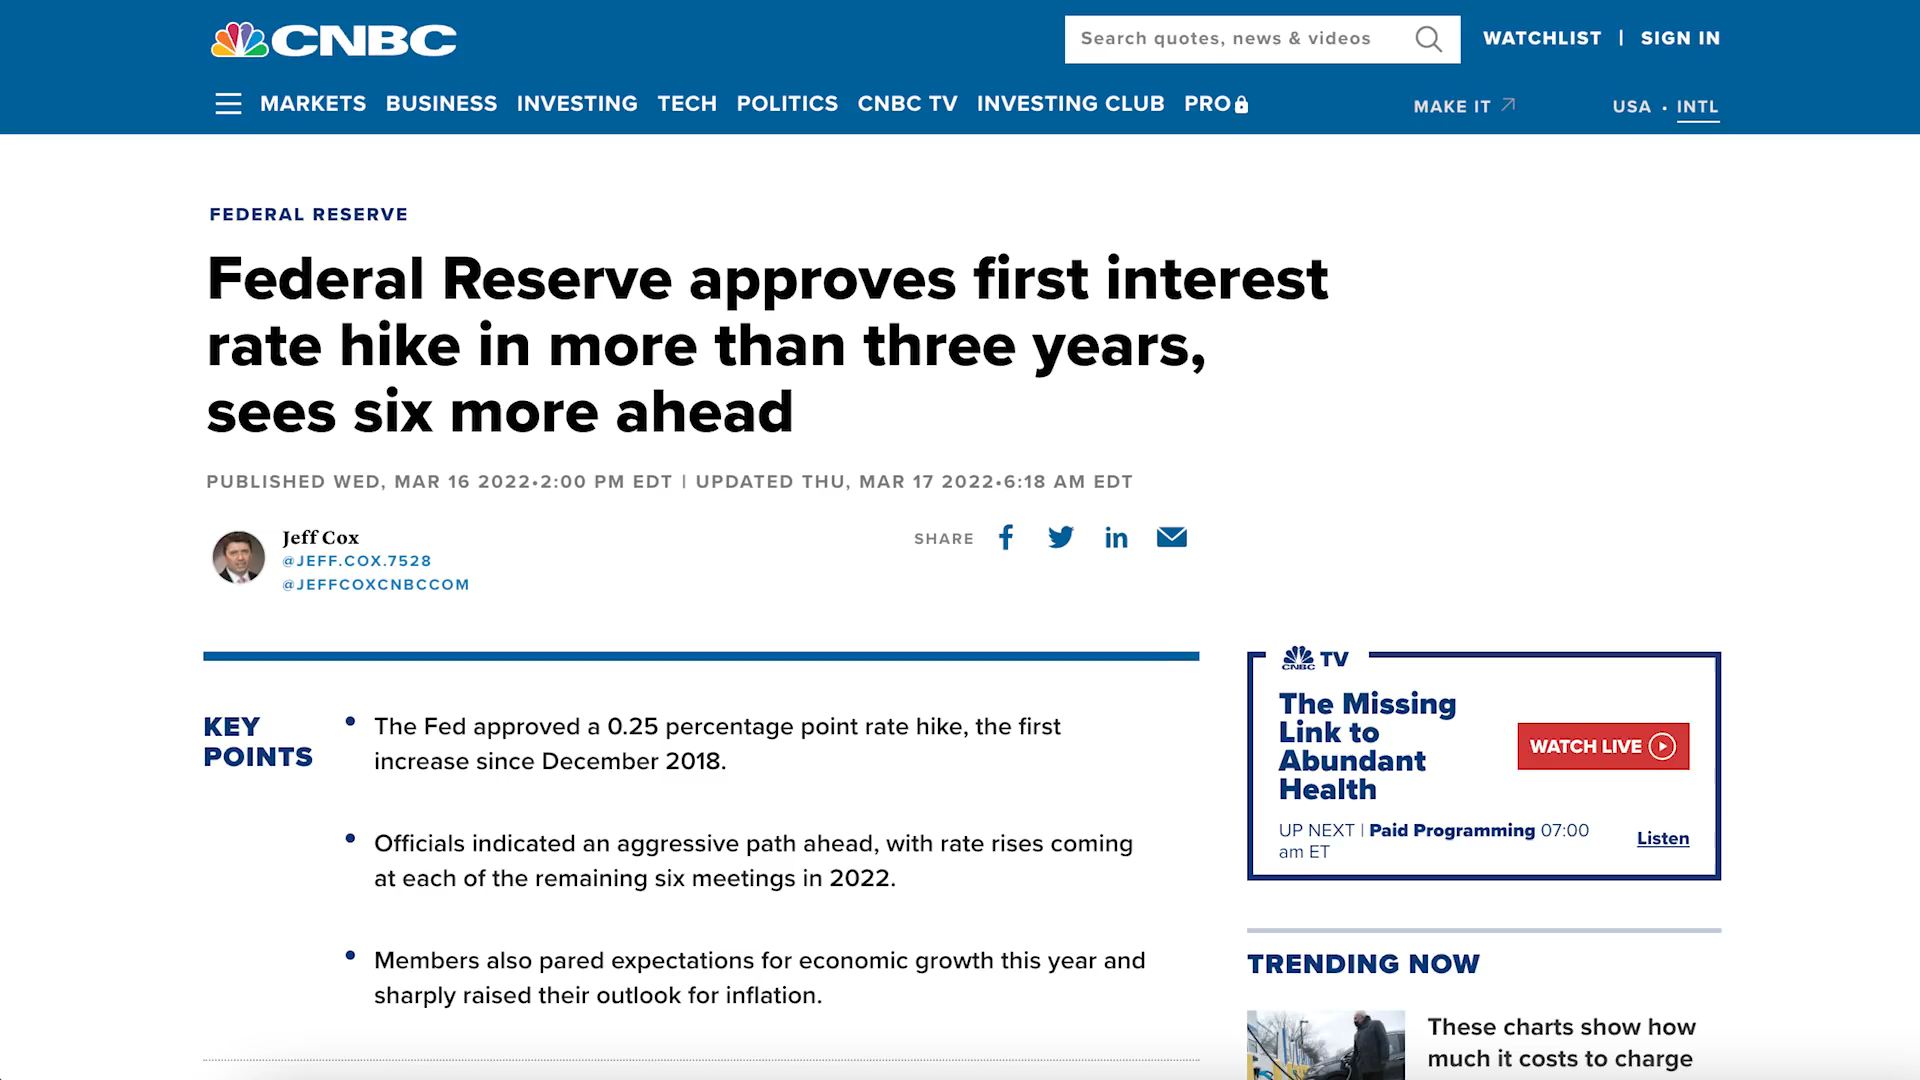 CNBC
Search quotes, news & videos
WATCHLIST | SIGN IN
MARKETS BUSINESS INVESTING TECH POLITICS CNBC TV INVESTING CLUB PRO
MAKE IT
USA • INTL
FEDERAL RESERVE
Federal Reserve approves first interest
rate hike in more than three years,
sees six more ahead
PUBLISHED WED, MAR 16 2022•2:00 PM EDT | UPDATED THU, MAR 17 2022•6:18 AM EDT
Jeff Cox
@JEFF.COX.7528
@JEFFCOXCNBCCOM
SHARE
KEY
POINTS
• The Fed approved a 0.25 percentage point rate hike, the first
increase since December 2018.
• Officials indicated an aggressive path ahead, with rate rises coming
at each of the remaining six meetings in 2022.
• Members also pared expectations for economic growth this year and
sharply raised their outlook for inflation.
CNBC TV
The Missing
Link to
Abundant
Health
WATCH LIVE
UP NEXT | Paid Programming 07:00
am ET
Listen
TRENDING NOW
These charts show how
much it costs to charge